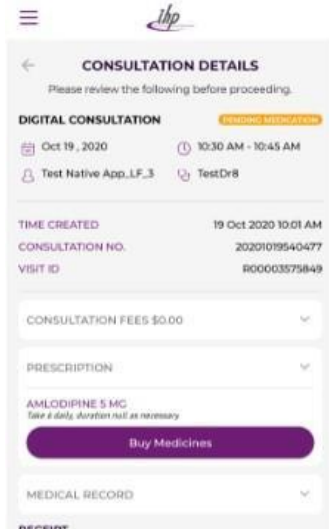 ihp
CONSULTATION DETAILS
Please review the following before proceeding.
DIGITAL CONSULTATION
PENDING MEDICATION
Oct 19 , 2020
10:30 AM - 10:45 AM
Test Native App_LF_3
TestDr8
TIME CREATED
19 Oct 2020 10:01 AM
CONSULTATION NO.
20201019540477
VISIT ID
R00003575849
CONSULTATION FEES $0.00
PRESCRIPTION
AMLODIPINE 5 MG
Take â daily, duration null as necessary
Buy Medicines
MEDICAL RECORD
RECEIPT